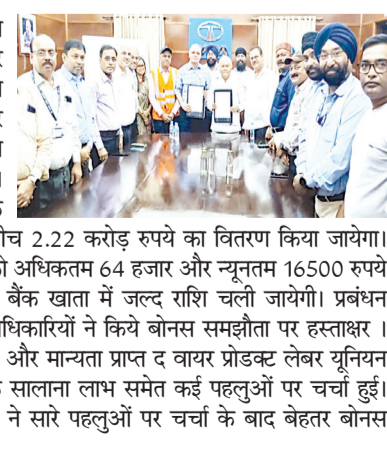 2.22 करोड़ रुपये का वितरण किया जायेगा।
अधिकतम 64 हजार और न्यूनतम 16500 रुपये
बैंक खाता में जल्द राशि चली जायेगी। प्रबंधन
ने किये बोनस समझौता पर हस्ताक्षर ।
और मान्यता प्राप्त द वायर प्रोडक्ट लेबर यूनियन
सालाना लाभ समेत कई पहलुओं पर चर्चा हुई।
ने सारे पहलुओं पर चर्चा के बाद बेहतर बोनस